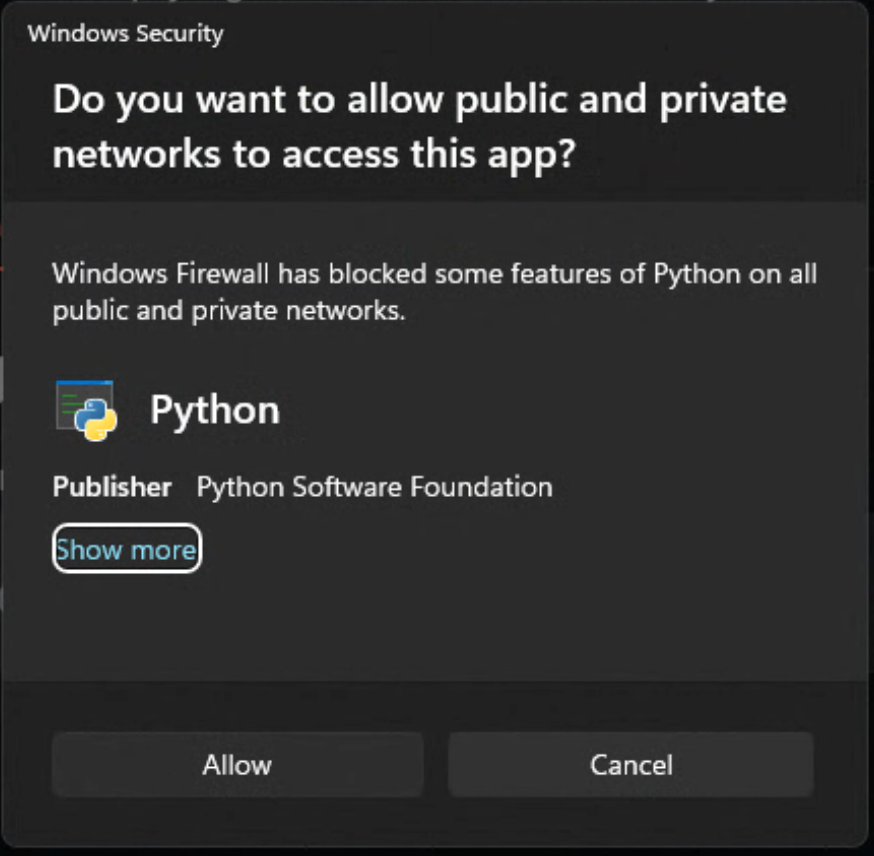 Windows Security
Do you want to allow public and private
networks to access this app?
Windows Firewall has blocked some features of Python on all
public and private networks.
Python
Publisher Python Software Foundation
Show more
Allow
Cancel